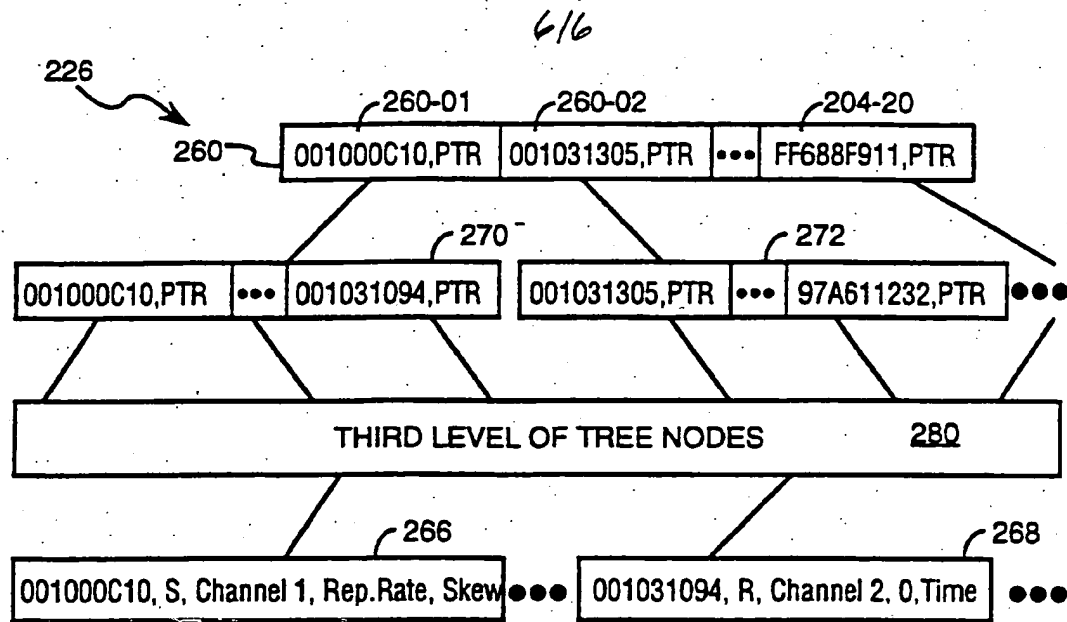 6/6
226
260-01 260-02 204-20
260 001000C10,PTR 001031305,PTR ••• FF688F911,PTR
270 272
001000C10,PTR ••• 001031094,PTR 001031305,PTR ••• 97A611232,PTR •••
THIRD LEVEL OF TREE NODES 280
266 268
001000C10, S, Channel 1, Rep.Rate, Skew ••• 001031094, R, Channel 2, 0,Time •••